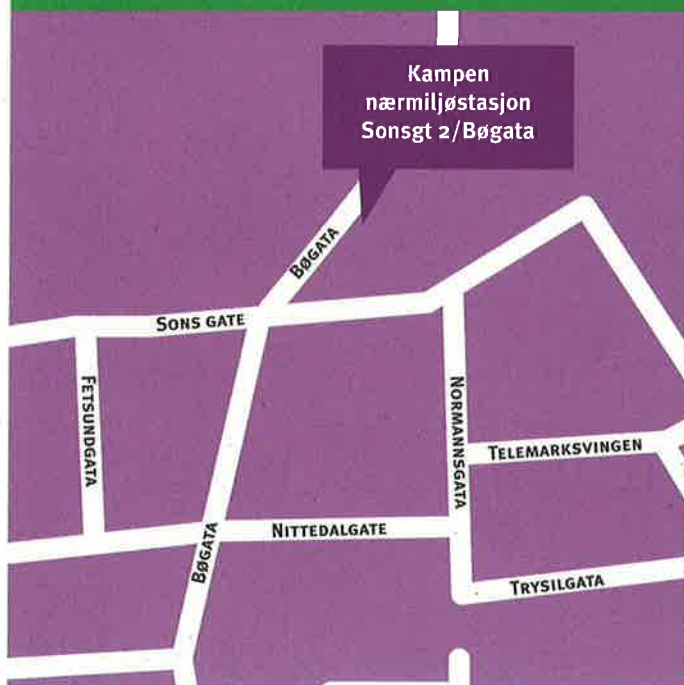 Kampen
nærmiljøstasjon
Sonsgt 2/Bøgata
BØGATA
SONS GATE
FETSUNDGATA
NORMANNSGATA
TELEMARKSVINGEN
NITTEDALGATE
BØGATA
TRYSILGATA